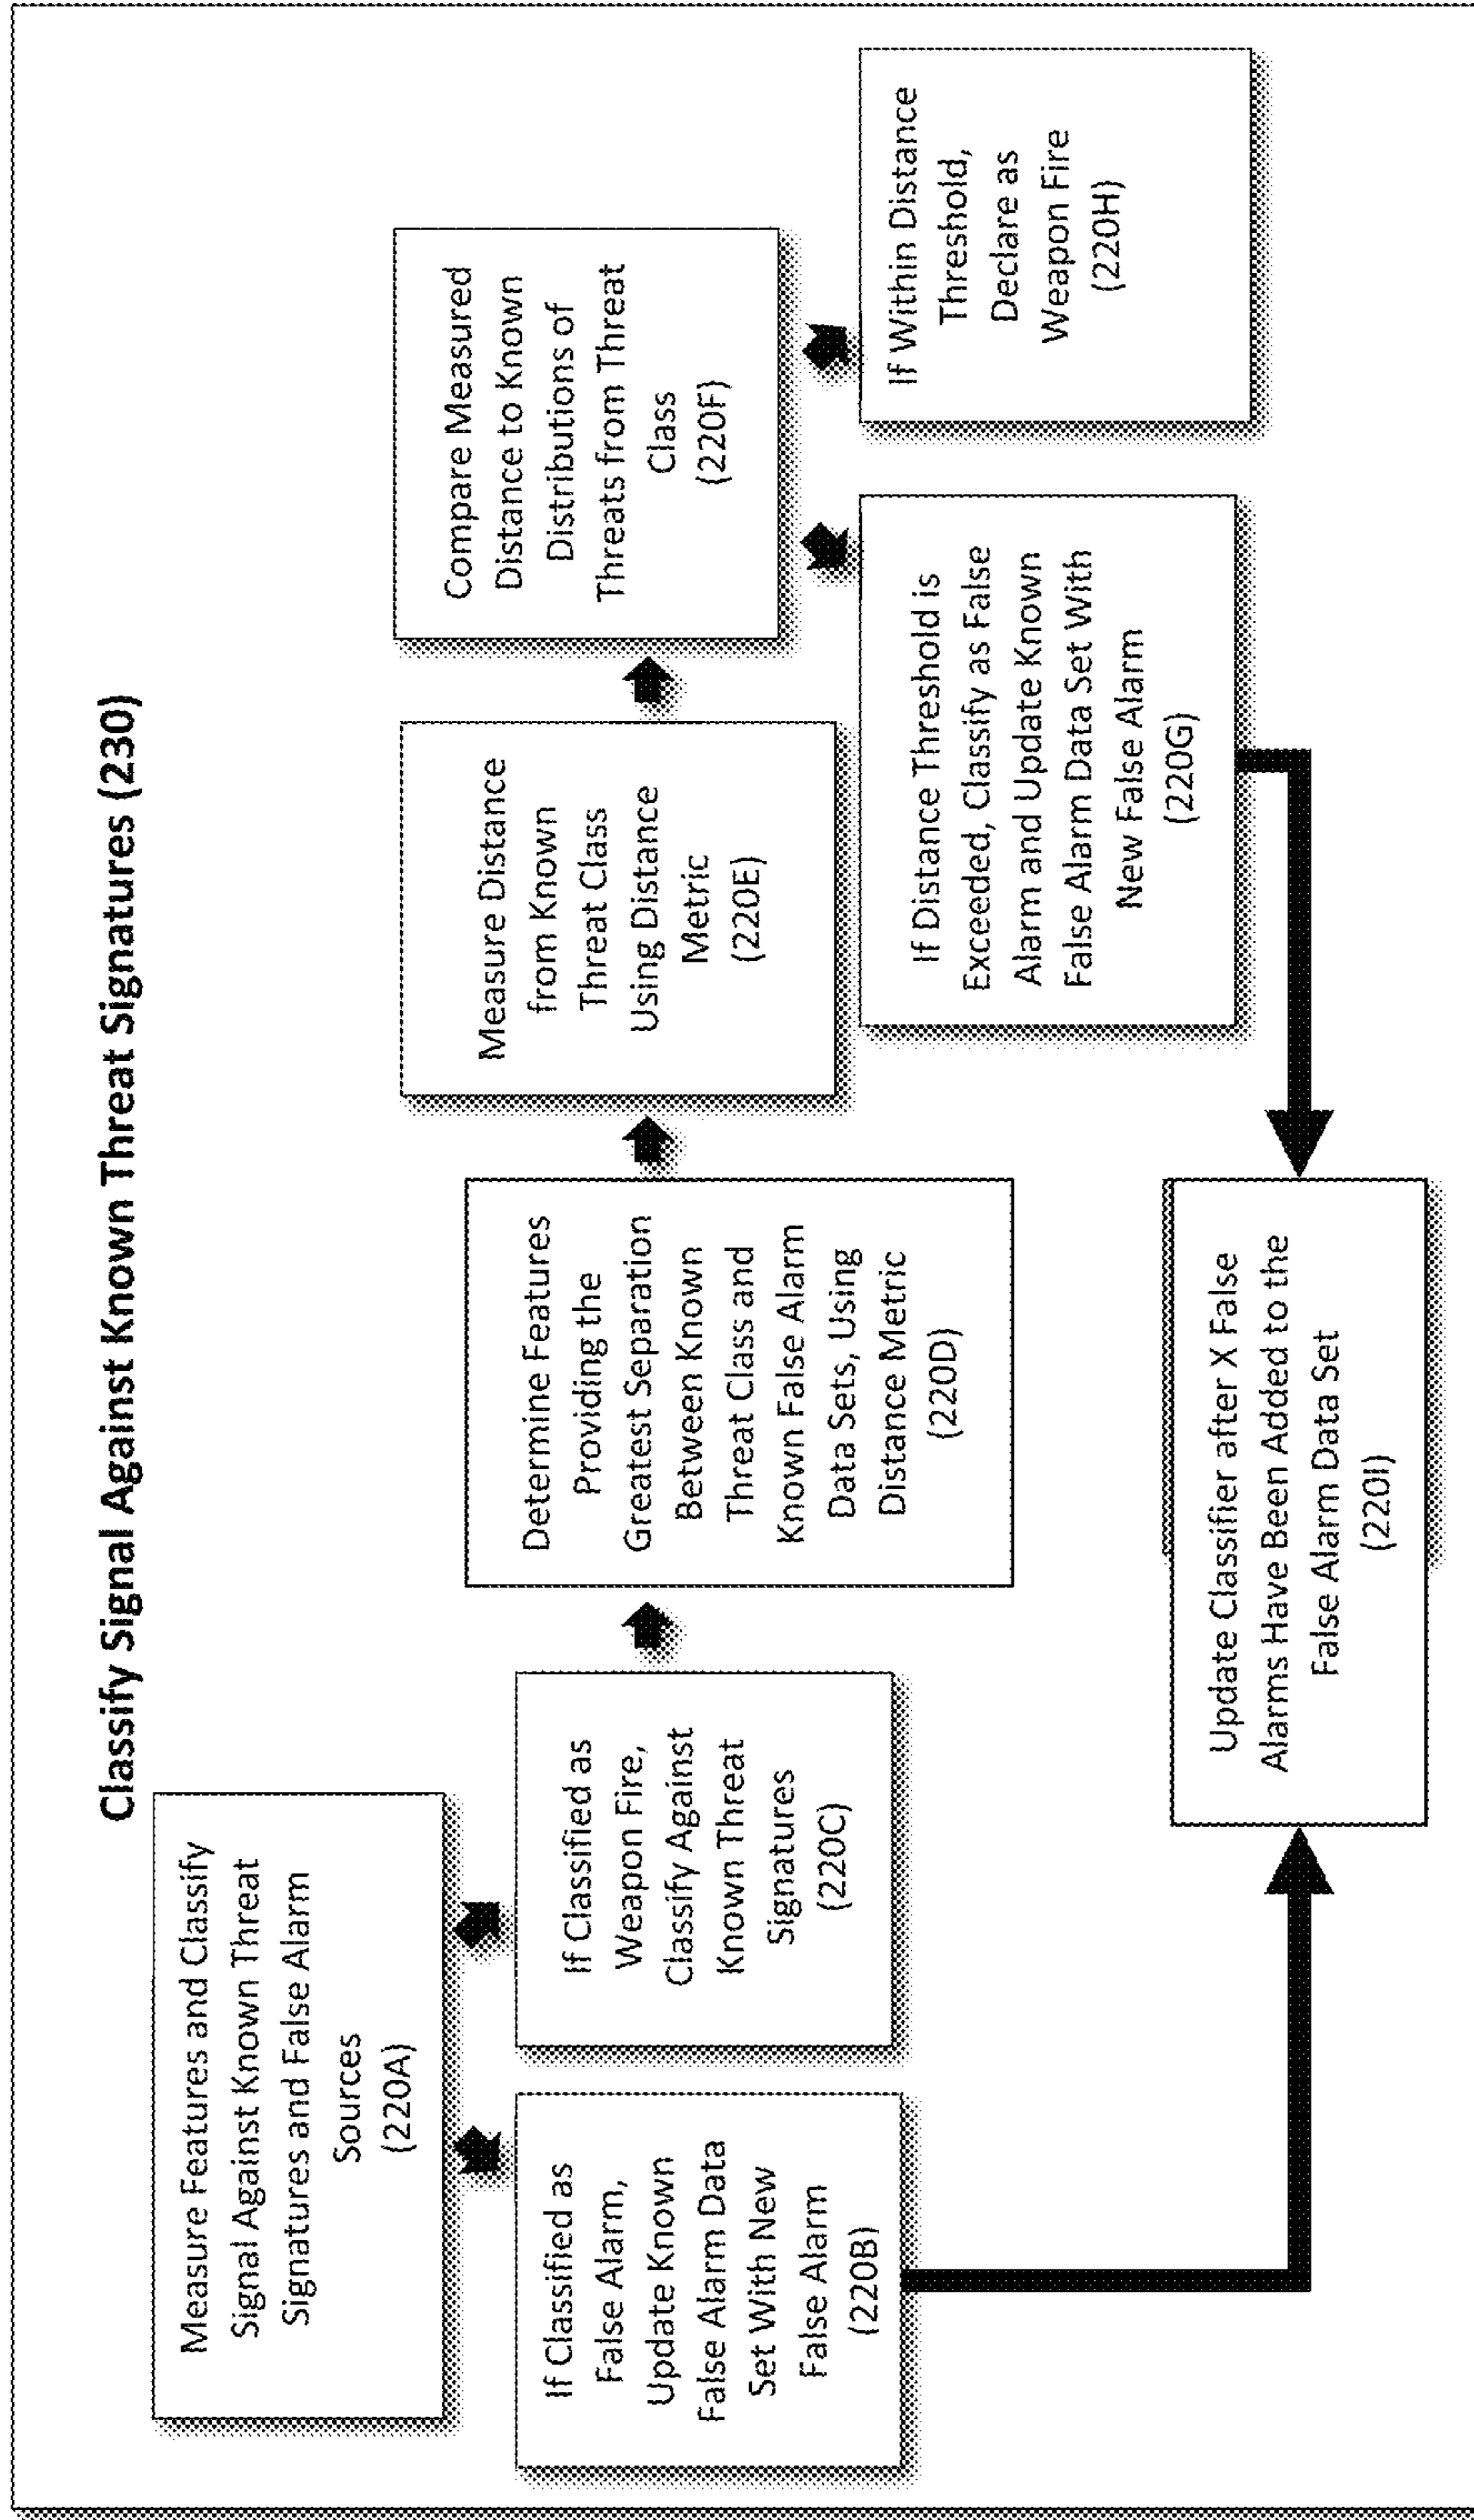 Classify Signal Against Known Threat Signatures (230)
Measure Features and Classify
Signal Against Known Threat
Signatures and False Alarm
Sources
(220A)
If Classified as
False Alarm,
Update Known
False Alarm Data
Set With New
False Alarm
(220B)
If Classified as
Weapon Fire,
Classify Against
Known Threat
Signatures
(220C)
Determine Features
Providing the
Greatest Separation
Between Known
Threat Class and
Known False Alarm
Data Sets, Using
Distance Metric
(220D)
Measure Distance
from Known
Threat Class
Using Distance
Metric
(220E)
Compare Measured
Distance to Known
Distributions of
Threats from Threat
Class
(220F)
If Distance Threshold is
Exceeded, Classify as False
Alarm and Update Known
False Alarm Data Set With
New False Alarm
(220G)
If Within Distance
Threshold,
Declare as
Weapon Fire
(220H)
Update Classifier after X False
Alarms Have Been Added to the
False Alarm Data Set
(220I)